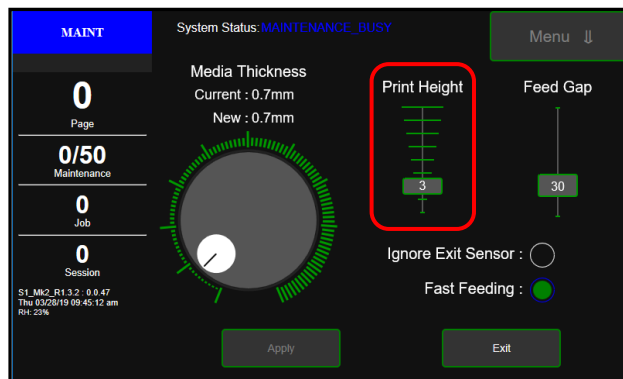 MAINT
System Status:MAINTENANCE_BUSY
Menu ⇓
0
Page
0/50
Maintenance
0
Job
0
Session
S1_Mk2_R1.3.2 : 0.0.47
Thu 03/28/19 09:45:12 am
RH: 23%
Media Thickness
Current : 0.7mm
New : 0.7mm
Print Height
3
Feed Gap
30
Ignore Exit Sensor :
Fast Feeding :
Apply
Exit